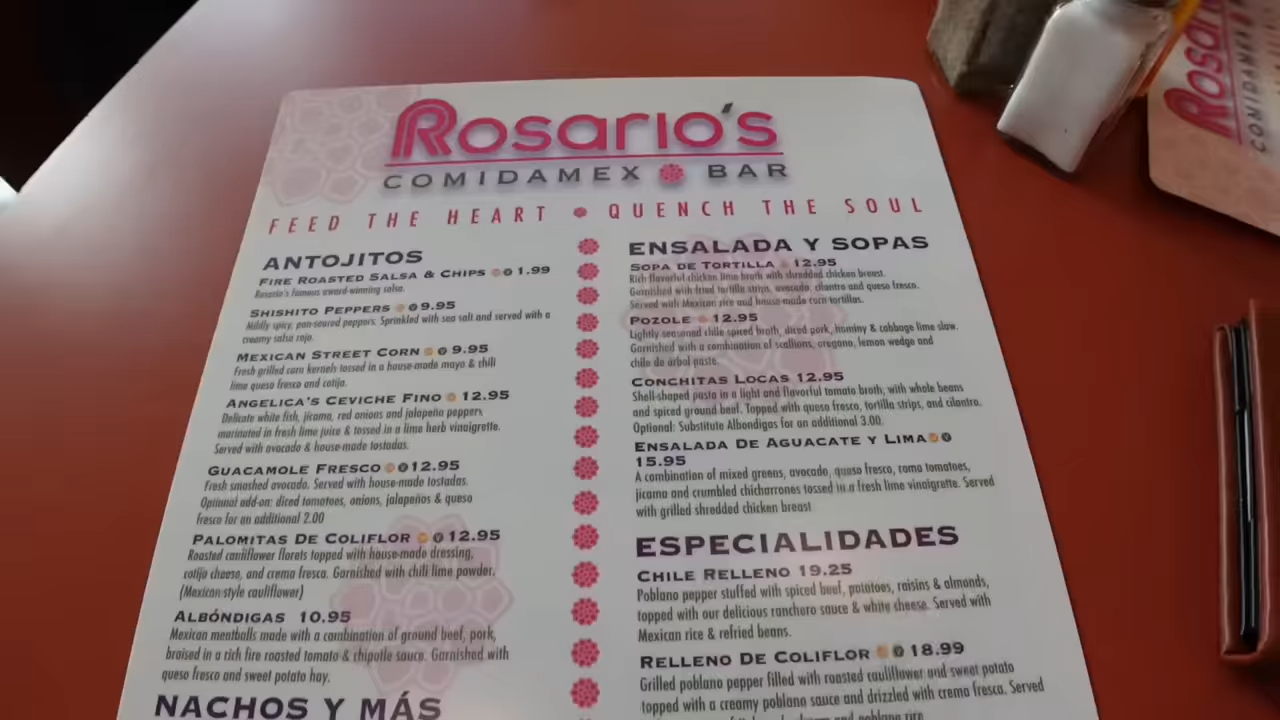 Rosario's
COMIDAMEX BAR
FEED THE HEART QUENCH THE SOUL
ANTOJITOS
FIRE ROASTED SALSA & CHIPS 1.99
Rosario's famous award-winning salsa.
SHISHITO PEPPERS 9.95
Mildly spicy, pan-seared peppers. Sprinkled with sea salt and served with a
creamy salsa roja.
MEXICAN STREET CORN 9.95
Fresh grilled corn kernels tossed in a house-made mayo & chili
lime queso fresco and cotija.
ANGELICA'S CEVICHE FINO 12.95
Delicate white fish, jicama, red onions and jalapeño peppers,
marinated in fresh lime juice & tossed in a lime herb vinaigrette.
Served with avocado & house-made tostadas.
GUACAMOLE FRESCO 12.95
Fresh smashed avocado. Served with house-made tostadas.
Optional add-on: diced tomatoes, onions, jalapeños & queso
fresco for an additional 2.00
PALOMITAS DE COLIFLOR 12.95
Roasted cauliflower florets topped with house-made dressing,
cotija cheese, and crema fresca. Garnished with chili lime powder.
(Mexican-style cauliflower)
ALBÓNDIGAS 10.95
Mexican meatballs made with a combination of ground beef, pork,
braised in a rich fire roasted tomato & chipotle sauce. Garnished with
queso fresco and sweet potato hay.
NACHOS Y MÁS
ENSALADA Y SOPAS
SOPA DE TORTILLA 12.95
Rich flavorful chicken lime broth with shredded chicken breast.
Garnished with fried tortilla strips, avocado, cilantro and queso fresco.
Served with Mexican rice and house-made corn tortillas.
POZOLE 12.95
Lightly seasoned chile-spiced broth, diced pork, hominy & cabbage lime slaw.
Garnished with a combination of scallions, oregano, lemon wedge and
chile de árbol paste.
CONCHITAS LOCAS 12.95
Shell-shaped pasta in a light and flavorful tomato broth, with whole beans
and spiced ground beef. Topped with queso fresco, tortilla strips, and cilantro.
Optional: Substitute Albondigas for an additional 3.00.
ENSALADA DE AGUACATE Y LIMA
15.95
A combination of mixed greens, avocado, queso fresco, roma tomatoes,
jicama and crumbled chicharrones tossed in a fresh lime vinaigrette. Served
with grilled shredded chicken breast
ESPECIALIDADES
CHILE RELLENO 19.25
Poblano pepper stuffed with spiced beef, potatoes, raisins & almonds,
topped with our delicious ranchero sauce & white cheese. Served with
Mexican rice & refried beans.
RELLENO DE COLIFLOR 18.99
Grilled poblano pepper filled with roasted cauliflower and sweet potato
topped with a creamy poblano sauce and drizzled with crema fresca. Served
and poblano rice
Rosari
COMIDAMEX